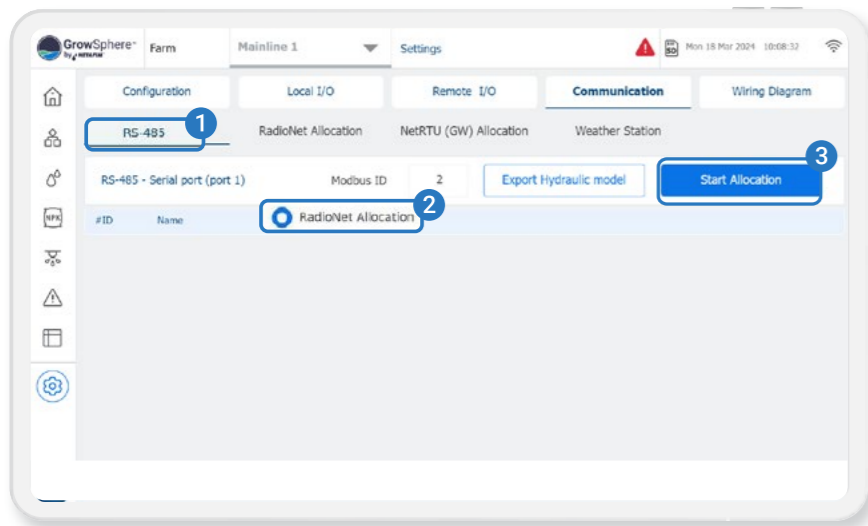 GrowSphere™ Farm Mainline 1 Settings Mon 18 Mar 2024 10:08:32
by NETAFIM
Configuration Local I/O Remote I/O Communication Wiring Diagram
1
RS-485 RadioNet Allocation NetRTU (GW) Allocation Weather Station
3
RS-485 - Serial port (port 1) Modbus ID 2 Export Hydraulic model Start Allocation
2
#ID Name RadioNet Allocation
NPK